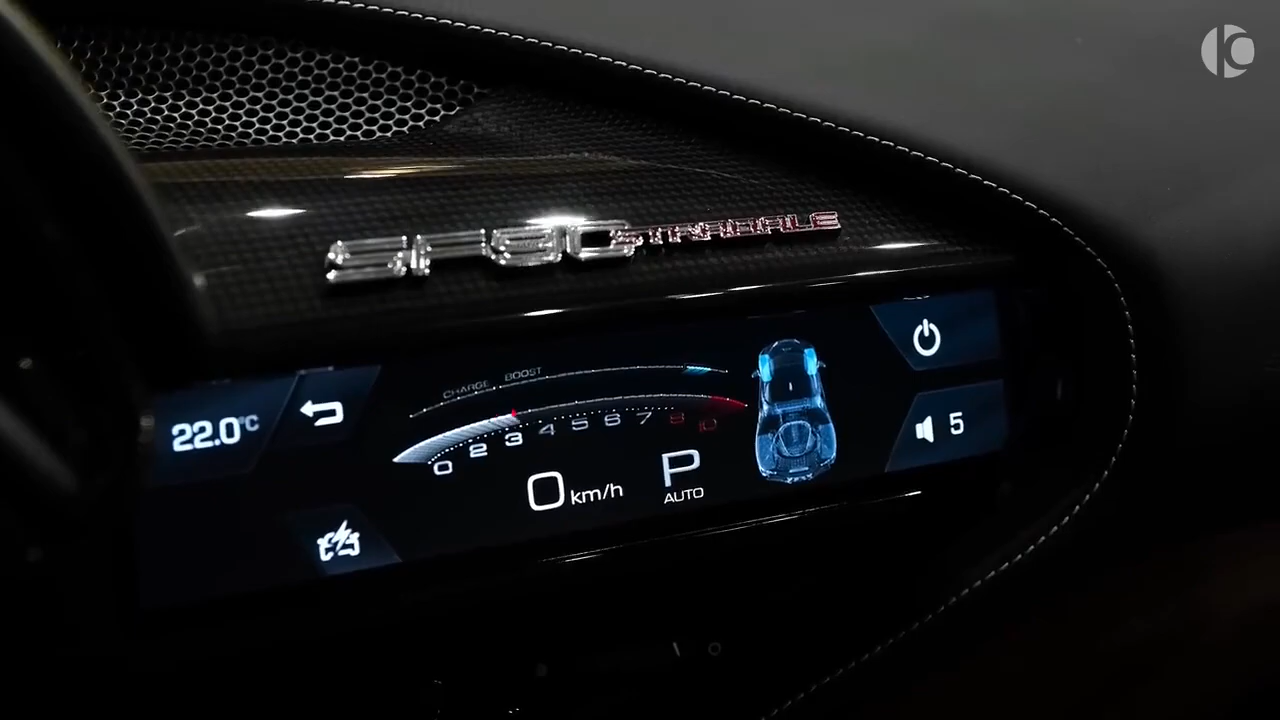 SF90 STRADALE
CHARGE BOOST
22.0°C
0 2 3 4 5 6 7 8 10
5
0 km/h
P
AUTO